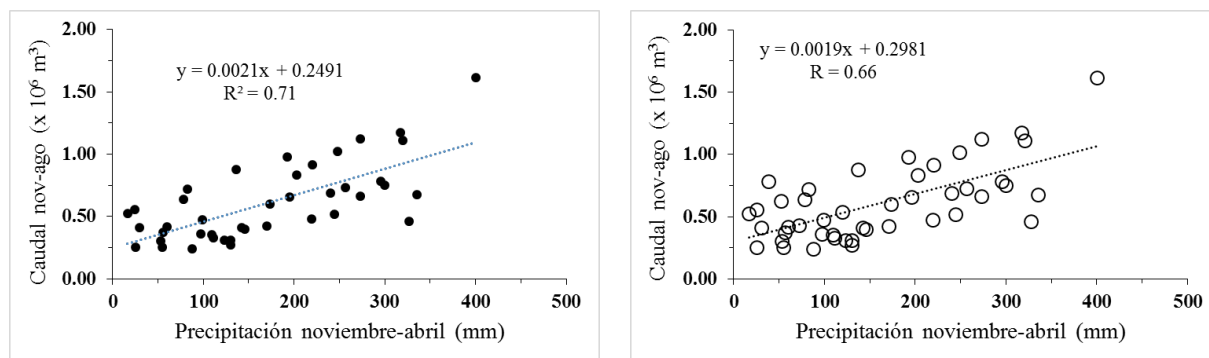 2.00
y = 0.0021x + 0.2491
R² = 0.71
1.50
1.00
0.50
0.00
0
100
200
300
400
500
Caudal nov-ago (x 10⁶ m³)
Precipitación noviembre-abril (mm)
2.00
y = 0.0019x + 0.2981
R = 0.66
1.50
1.00
0.50
0.00
0
100
200
300
400
500
Caudal nov-ago (x 10⁶ m³)
Precipitación noviembre-abril (mm)